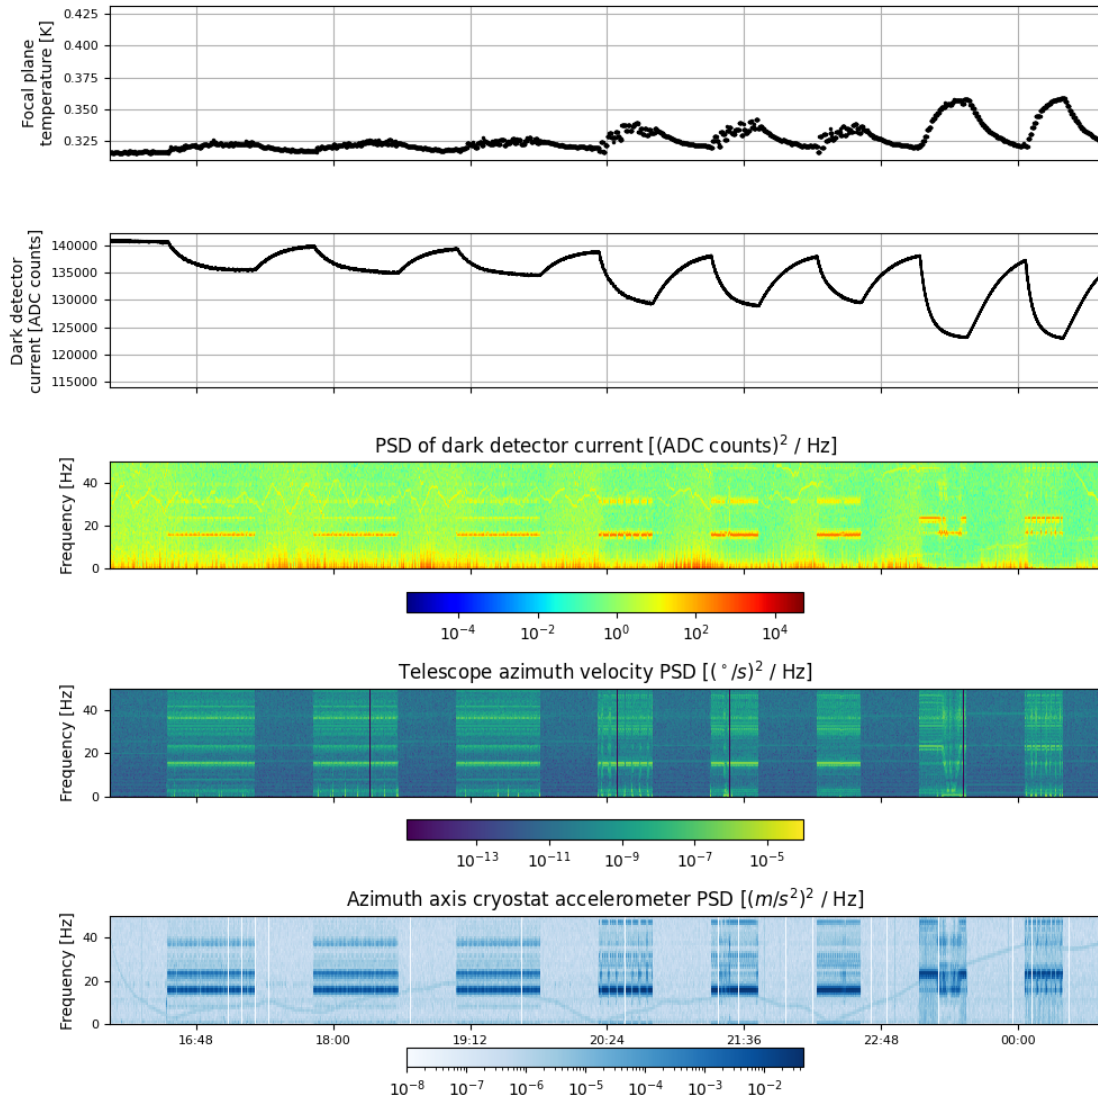 Focal plane
temperature [K]
0.425
0.400
0.375
0.350
0.325
Dark detector
current [ADC counts]
140000
135000
130000
125000
120000
115000
PSD of dark detector current [(ADC counts)² / Hz]
Frequency [Hz]
40
20
0
10⁻⁴ 10⁻² 10⁰ 10² 10⁴
Telescope azimuth velocity PSD [(°/s)² / Hz]
Frequency [Hz]
40
20
0
10⁻¹³ 10⁻¹¹ 10⁻⁹ 10⁻⁷ 10⁻⁵
Azimuth axis cryostat accelerometer PSD [(m/s²)² / Hz]
Frequency [Hz]
40
20
0
16:48 18:00 19:12 20:24 21:36 22:48 00:00
10⁻⁸ 10⁻⁷ 10⁻⁶ 10⁻⁵ 10⁻⁴ 10⁻³ 10⁻²